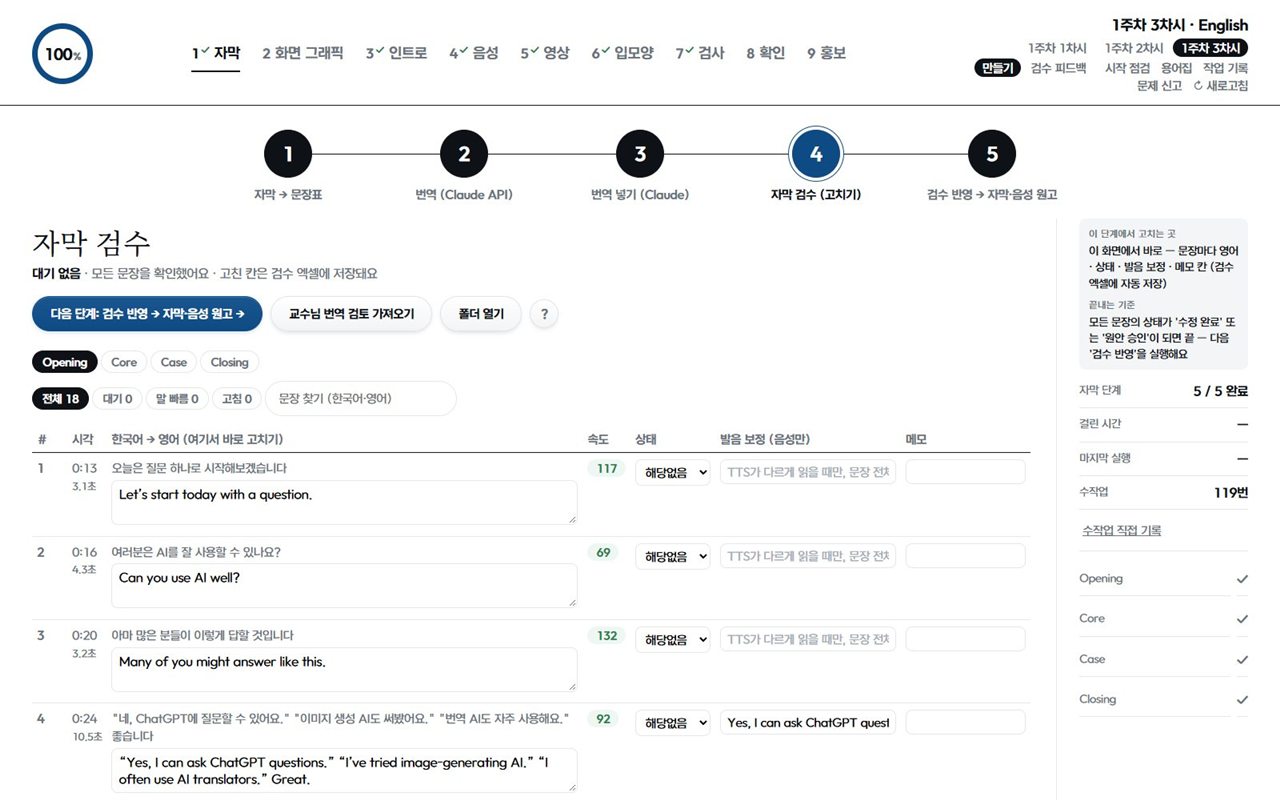 100%
1✓ 자막 2 화면 그래픽 3✓ 인트로 4✓ 음성 5✓ 영상 6✓ 입모양 7✓ 검사 8 확인 9 홍보
1주차 3차시 · English
1주차 1차시 1주차 2차시 1주차 3차시
만들기 검수 피드백 시작 점검 용어집 작업 기록
문제 신고 새로고침
1 2 3 4 5
자막 → 문장표 번역 (Claude API) 번역 넣기 (Claude) 자막 검수 (고치기) 검수 반영 → 자막·음성 원고
자막 검수
대기 없음 · 모든 문장을 확인했어요 · 고친 칸은 검수 엑셀에 저장돼요
다음 단계: 검수 반영 → 자막·음성 원고 → 교수님 번역 검토 가져오기 폴더 열기 ?
Opening Core Case Closing
전체 18 대기 0 말 빠름 0 고침 0 문장 찾기 (한국어·영어)
# 시각 한국어 → 영어 (여기서 바로 고치기) 속도 상태 발음 보정 (음성만) 메모
1 0:13 오늘은 질문 하나로 시작해보겠습니다 117 해당없음 TTS가 다르게 읽을 때만, 문장 전체
3.1초 Let's start today with a question.
2 0:16 여러분은 AI를 잘 사용할 수 있나요? 69 해당없음 TTS가 다르게 읽을 때만, 문장 전체
4.3초 Can you use AI well?
3 0:20 아마 많은 분들이 이렇게 답할 것입니다 132 해당없음 TTS가 다르게 읽을 때만, 문장 전체
3.2초 Many of you might answer like this.
4 0:24 "네, ChatGPT에 질문할 수 있어요." "이미지 생성 AI도 써봤어요." "번역 AI도 자주 사용해요." 92 해당없음 Yes, I can ask ChatGPT quest
10.5초 좋습니다
“Yes, I can ask ChatGPT questions.” “I’ve tried image-generating AI.” “I
often use AI translators.” Great.
이 단계에서 고치는 곳
이 화면에서 바로 — 문장마다 영어
· 상태 · 발음 보정 · 메모 칸 (검수
엑셀에 자동 저장)
끝내는 기준
모든 문장의 상태가 '수정 완료' 또
는 '원안 승인'이 되면 끝 — 다음
'검수 반영'을 실행해요
자막 단계 5 / 5 완료
걸린 시간 —
마지막 실행 —
수작업 119번
수작업 직접 기록
Opening ✓
Core ✓
Case ✓
Closing ✓